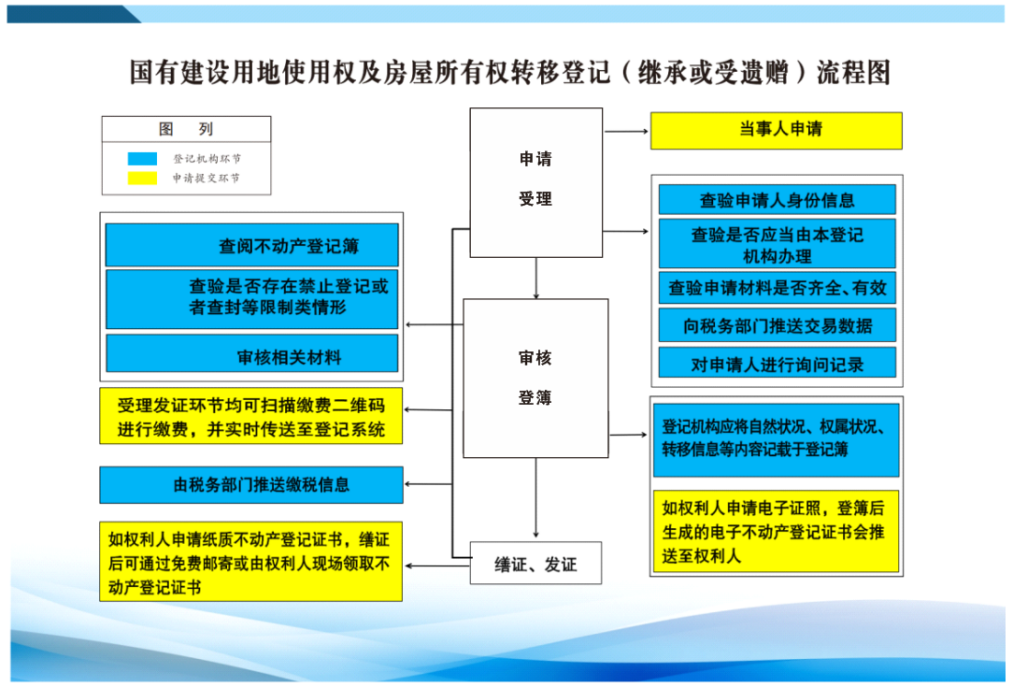 国有建设用地使用权及房屋所有权转移登记（继承或受遗赠）流程图
图 列
登记机构环节
申请提交环节
申请
受理
当事人申请
查验申请人身份信息
查验是否应当由本登记
机构办理
查验申请材料是否齐全、有效
向税务部门推送交易数据
对申请人进行询问记录
查阅不动产登记簿
查验是否存在禁止登记或
者查封等限制类情形
审核相关材料
审核
登簿
受理发证环节均可扫描缴费二维码
进行缴费，并实时传送至登记系统
登记机构应将自然状况、权属状况、
转移信息等内容记载于登记簿
由税务部门推送缴税信息
如权利人申请电子证照，登簿后
生成的电子不动产登记证书会推
送至权利人
如权利人申请纸质不动产登记证书，缮证
后可通过免费邮寄或由权利人现场领取不
动产登记证书
缮证、发证